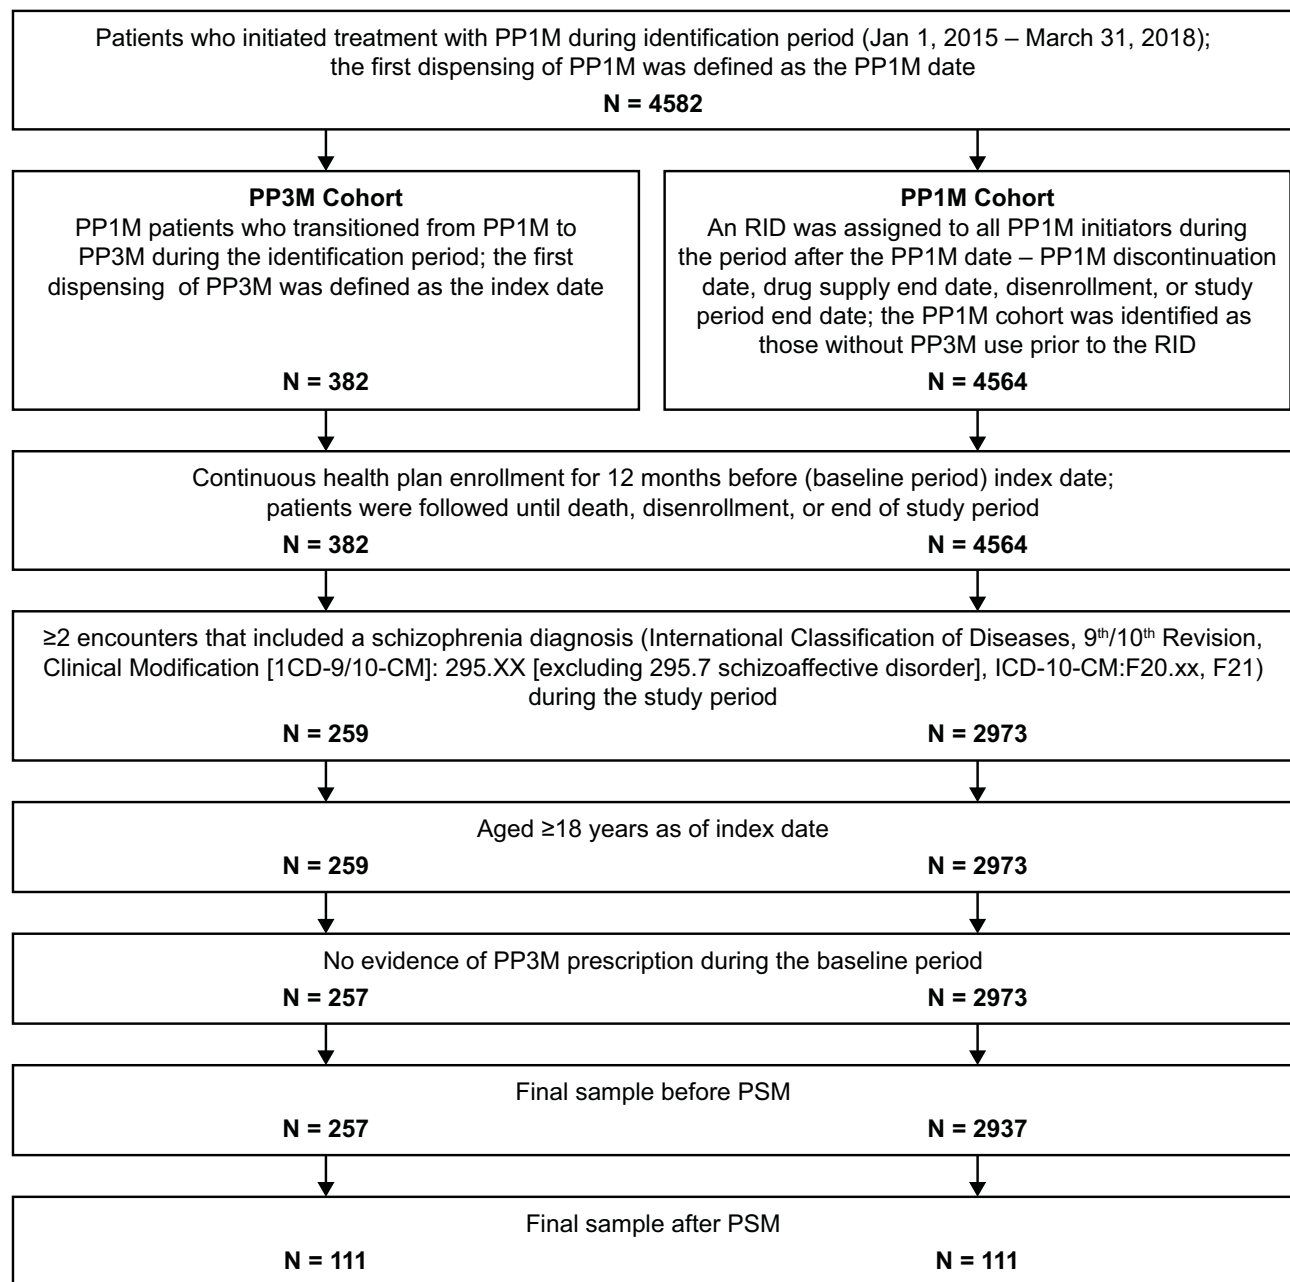 Patients who initiated treatment with PP1M during identification period (Jan 1, 2015 – March 31, 2018);
the first dispensing of PP1M was defined as the PP1M date
N = 4582
PP3M Cohort
PP1M patients who transitioned from PP1M to
PP3M during the identification period; the first
dispensing of PP3M was defined as the index date
N = 382
PP1M Cohort
An RID was assigned to all PP1M initiators during
the period after the PP1M date – PP1M discontinuation
date, drug supply end date, disenrollment, or study
period end date; the PP1M cohort was identified as
those without PP3M use prior to the RID
N = 4564
Continuous health plan enrollment for 12 months before (baseline period) index date;
patients were followed until death, disenrollment, or end of study period
N = 382 N = 4564
≥2 encounters that included a schizophrenia diagnosis (International Classification of Diseases, 9th/10th Revision,
Clinical Modification [1CD-9/10-CM]: 295.XX [excluding 295.7 schizoaffective disorder], ICD-10-CM:F20.xx, F21)
during the study period
N = 259 N = 2973
Aged ≥18 years as of index date
N = 259 N = 2973
No evidence of PP3M prescription during the baseline period
N = 257 N = 2973
Final sample before PSM
N = 257 N = 2937
Final sample after PSM
N = 111 N = 111